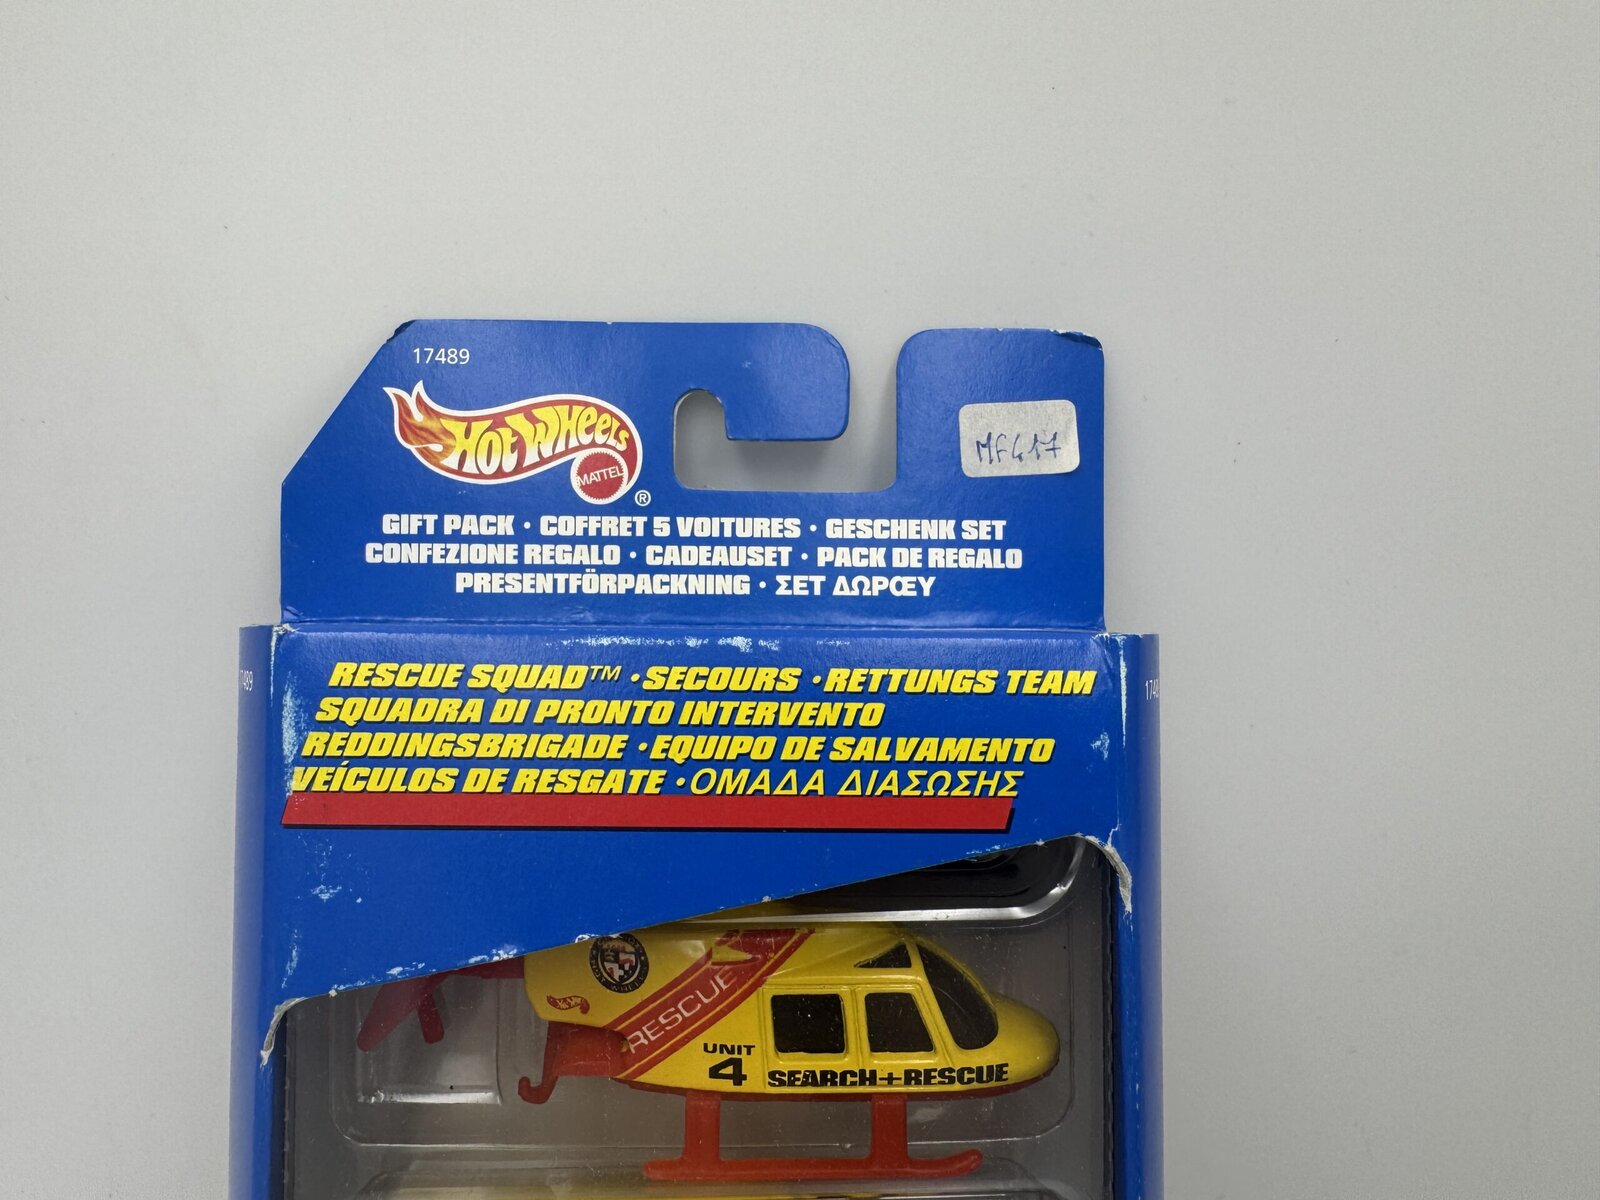 17489
HOT WHEELS
MATTEL
®
MF417
GIFT PACK · COFFRET 5 VOITURES · GESCHENK SET
CONFEZIONE REGALO · CADEAUSET · PACK DE REGALO
PRESENTFÖRPACKNING · ΣΕΤ ΔΩΡŒΥ
RESCUE SQUAD™ · SECOURS · RETTUNGS TEAM
SQUADRA DI PRONTO INTERVENTO
REDDINGSBRIGADE · EQUIPO DE SALVAMENTO
VEÍCULOS DE RESGATE · ΟΜΑΔΑ ΔΙΑΣΩΣΗΣ
RESCUE
UNIT
4 SEARCH+RESCUE